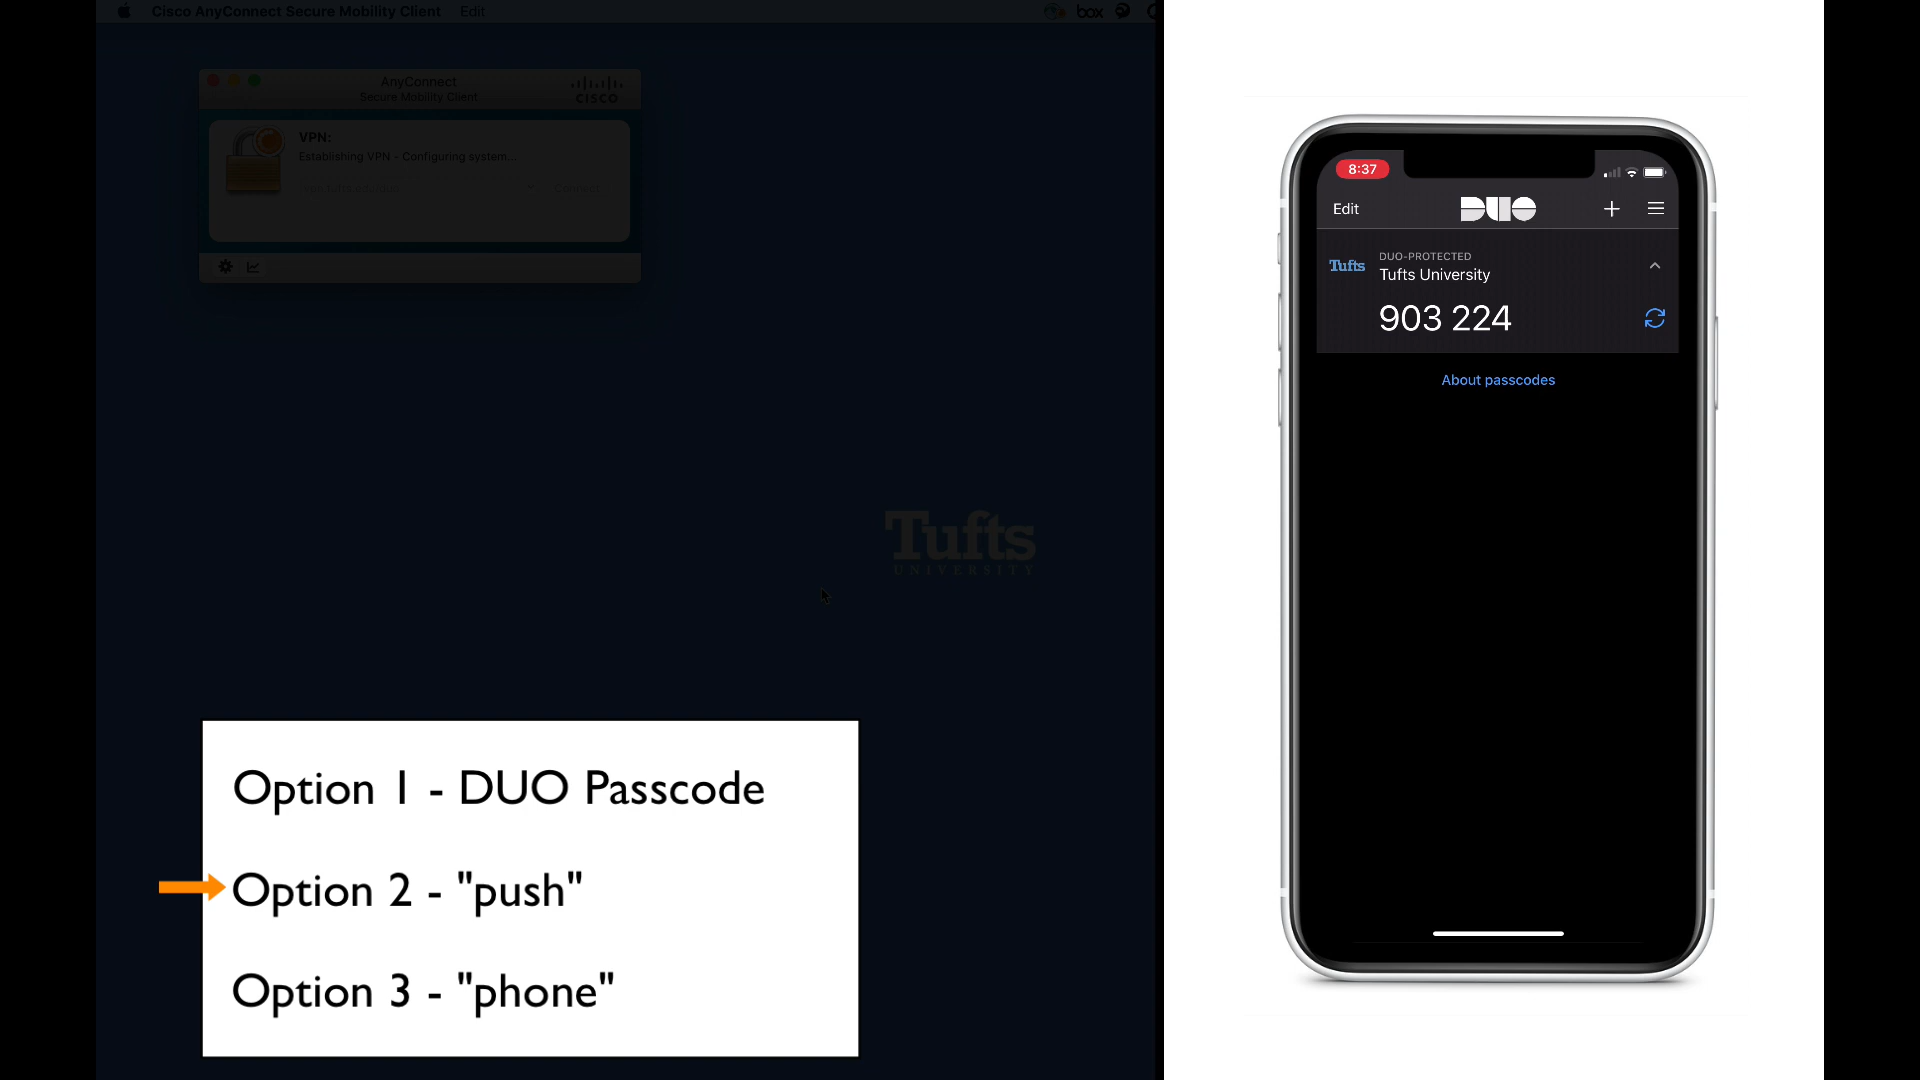 Cisco AnyConnect Secure Mobility Client Edit
box
AnyConnect
Secure Mobility Client
CISCO
VPN:
Establishing VPN - Configuring system...
Connect
Tufts
UNIVERSITY
Option 1 - DUO Passcode
Option 2 - "push"
Option 3 - "phone"
8:37
Edit
DUO
Tufts
DUO-PROTECTED
Tufts University
903 224
About passcodes